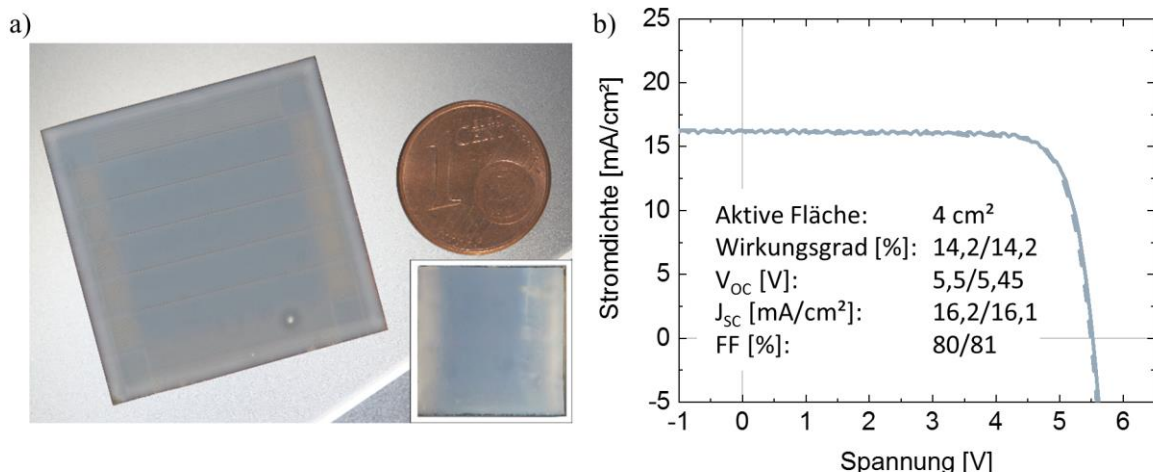 a)
1
CENT
b)
Stromdichte [mA/cm²]
25
20
15
10
5
0
-5
Aktive Fläche: 4 cm²
Wirkungsgrad [%]: 14,2/14,2
V_OC [V]: 5,5/5,45
J_SC [mA/cm²]: 16,2/16,1
FF [%]: 80/81
-1 0 1 2 3 4 5 6
Spannung [V]